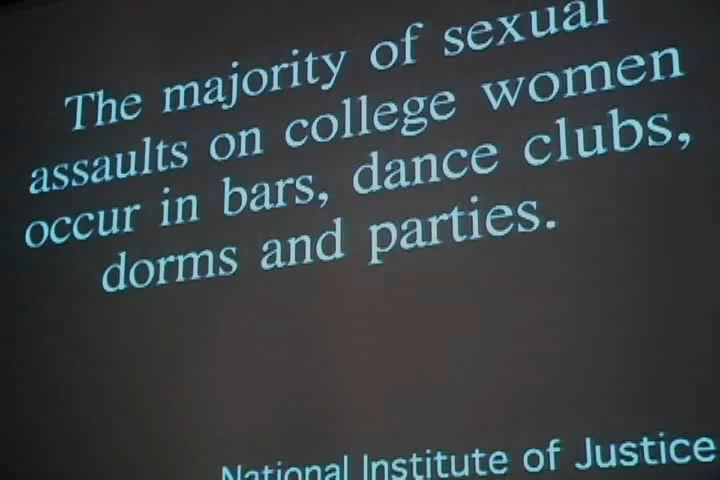 The majority of sexual
assaults on college women
occur in bars, dance clubs,
dorms and parties.
National Institute of Justice